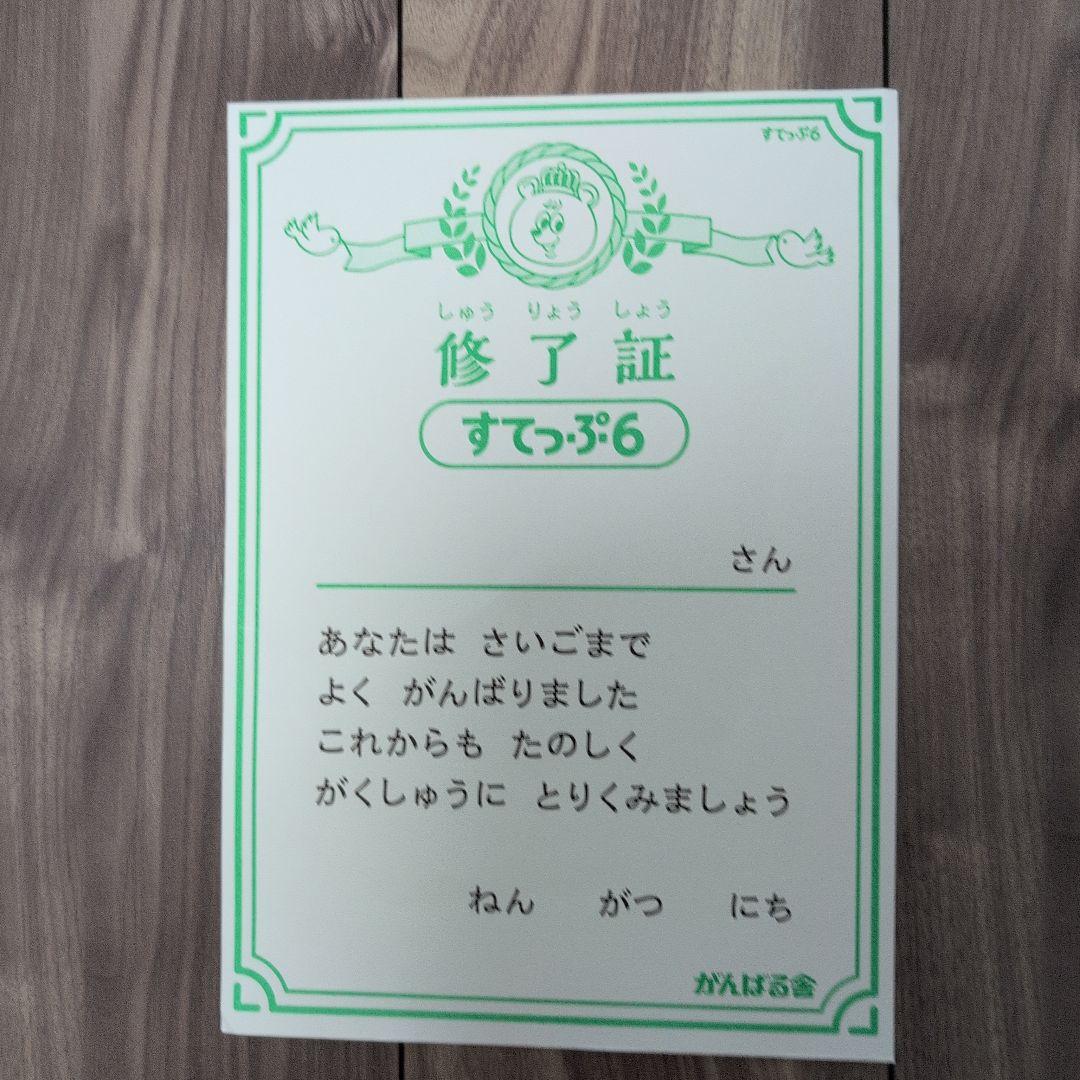 すてっぷ6
しゅう りょう しょう
修了証
すてっぷ6
さん
あなたは さいごまで
よく がんばりました
これからも たのしく
がくしゅうに とりくみましょう
ねん がつ にち
がんばる舎